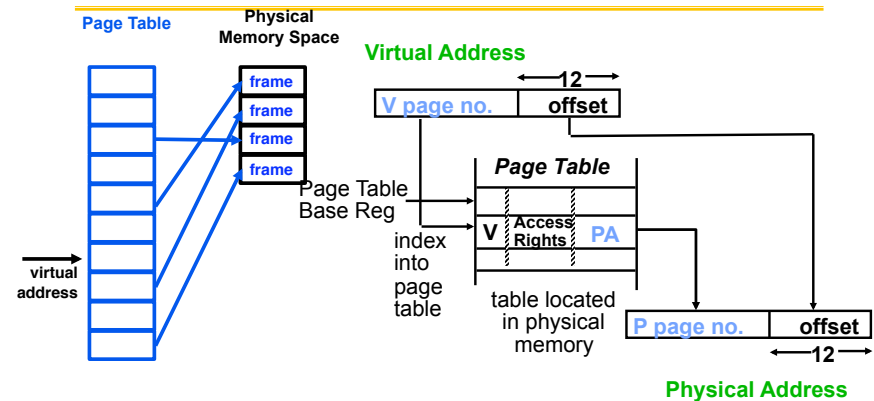 Page Table
Physical
Memory Space
frame
frame
frame
frame
virtual
address
Virtual Address
12
V page no.
offset
Page Table
Page Table
Base Reg
V
Access
Rights
PA
index
into
page
table
table located
in physical
memory
P page no.
offset
12
Physical Address